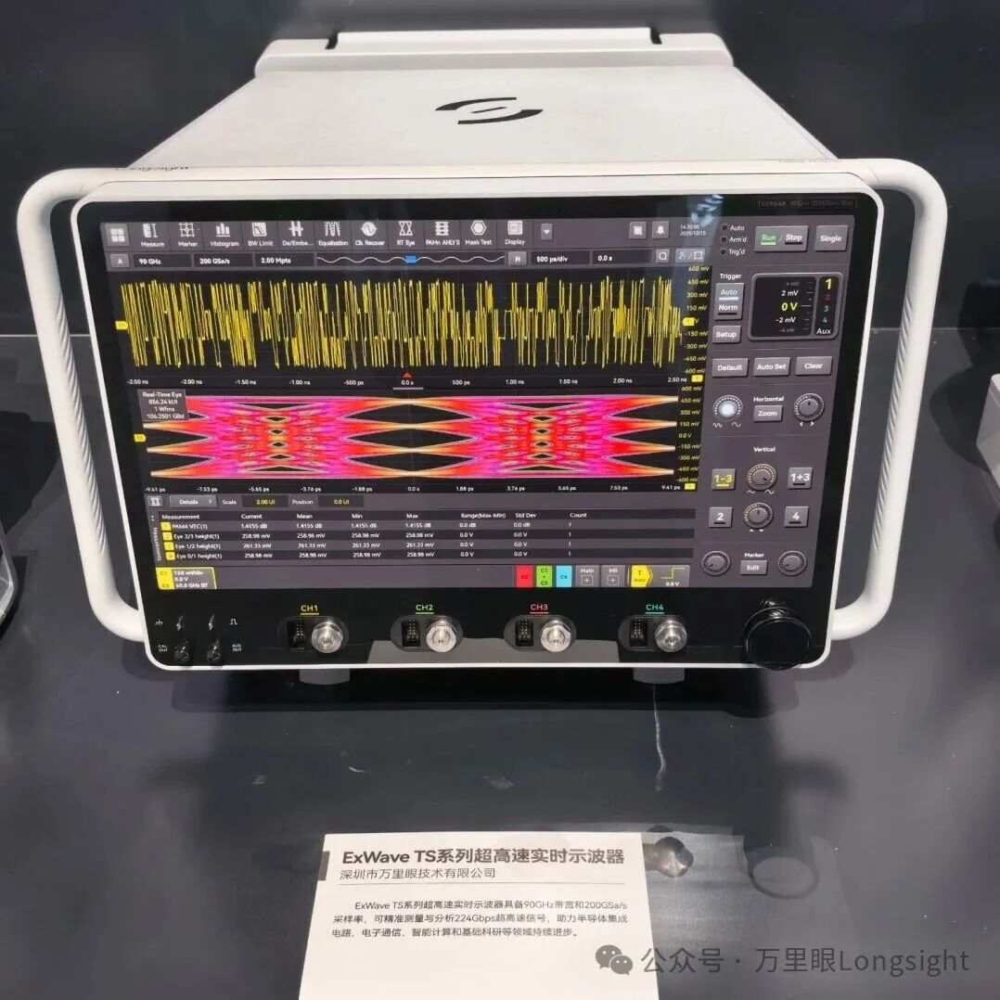 Measure Marker Histogram BW Limit De/Embe... Equalization Clk Recover RT Eye PAMn ANLYS Mask Test Display
14:30:00
2025/10/15
Auto
Arm'd
Trig'd
Run / Stop Single
A 90 GHz 200 GSa/s 2.00 Mpts H 500 ps/div 0.0 s
600 mV
450 mV
300 mV
150 mV
-150 mV
-300 mV
-450 mV
-600 mV
-2.50 ns -2.00 ns -1.50 ns -1.00 ns -500 ps 0.0 s 500 ps 1.00 ns 1.50 ns 2.00 ns 2.50 ns
Trigger
Auto
Norm
Setup
4 mV
2 mV
0 V
-2 mV
-4 mV
1
2
3
4
Aux
Default Auto Set Clear
Horizontal
Zoom
Vertical
1-3 1+3
2 4
Marker
Edit
Real-Time Eye
856.24 kUI
1 Wfms
106.2501 GBd
600 mV
450 mV
300 mV
150 mV
0.0 V
-150 mV
-300 mV
-450 mV
-600 mV
-9.41 ps -7.53 ps -5.65 ps -3.76 ps -1.88 ps 0.0 s 1.88 ps 3.76 ps 5.65 ps 7.53 ps 9.41 ps
Details > Scale 2.00 UI Position 0.0 UI
Measurement Current Mean Min Max Range(Max-Min) Std Dev Count
1 PAM4 VEC(1) 1.4155 dB 1.4155 dB 1.4155 dB 1.4155 dB 0.0 dB 0.0 dB 1
2 Eye 2/3 height(1) 258.98 mV 258.98 mV 258.98 mV 258.98 mV 0.0 V 0.0 V 1
3 Eye 1/2 height(1) 261.33 mV 261.33 mV 261.33 mV 261.33 mV 0.0 V 0.0 V 1
4 Eye 0/1 height(1) 258.98 mV 258.98 mV 258.98 mV 258.98 mV 0.0 V 0.0 V 1
C1 150 mV/div
0.0 V
C3 60.0 GHz BT
C2 C1 + C3 C4 Math MR T Auto 0.0 V
CH1 CH2 CH3 CH4
CAL OUT AUX OUT
ExWave TS系列超高速实时示波器
深圳市万里眼技术有限公司
ExWave TS系列超高速实时示波器具备90GHz带宽和200GSa/s
采样率，可精准测量与分析224Gbps超高速信号，助力半导体集成
电路、电子通信、智能计算和基础科研等领域持续进步。
公众号 · 万里眼Longsight